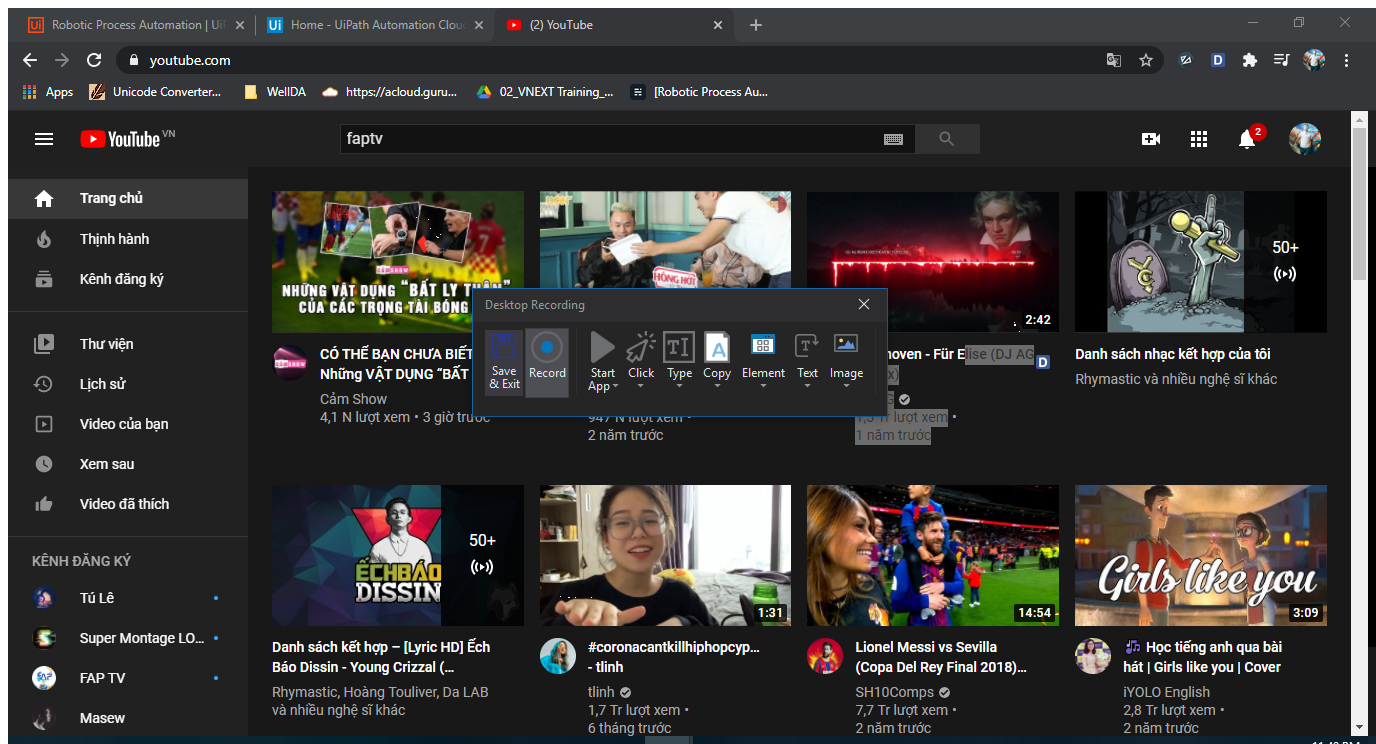 Robotic Process Automation | Ui
Home - UiPath Automation Clou
(2) YouTube
youtube.com
Apps
Unicode Converter...
WellDA
https://acloud.guru...
02_VNEXT Training_...
[Robotic Process Au...
YouTube VN
faptv
2
Trang chủ
Thịnh hành
Kênh đăng ký
Thư viện
Lịch sử
Video của bạn
Xem sau
Video đã thích
KÊNH ĐĂNG KÝ
Tú Lê
Super Montage LO...
FAP TV
Masew
NHỮNG VẬT DỤNG "BẤT LY THÂN"
CỦA CÁC TRỌNG TÀI BÓNG
HÓNG HỚT
2:42
50+
CÓ THỂ BẠN CHƯA BIẾT
Những VẬT DỤNG “BẤT
Cảm Show
4,1 N lượt xem • 3 giờ trước
947 N lượt xem •
2 năm trước
hoven - Für Elise (DJ AG
x)
1,5 Tr lượt xem •
1 năm trước
Danh sách nhạc kết hợp của tôi
Rhymastic và nhiều nghệ sĩ khác
Desktop Recording
Save
& Exit
Record
Start
App
Click
Type
Copy
Element
Text
Image
ẾCHBÁO
DISSIN
50+
1:31
14:54
Girls like you
3:09
Danh sách kết hợp – [Lyric HD] Ếch
Báo Dissin - Young Crizzal (...
Rhymastic, Hoàng Touliver, Da LAB
và nhiều nghệ sĩ khác
#coronacantkillhiphopcyp...
- tlinh
tlinh
1,7 Tr lượt xem •
6 tháng trước
Lionel Messi vs Sevilla
(Copa Del Rey Final 2018)...
SH10Comps
7,7 Tr lượt xem •
2 năm trước
Học tiếng anh qua bài
hát | Girls like you | Cover
iYOLO English
2,8 Tr lượt xem •
2 năm trước